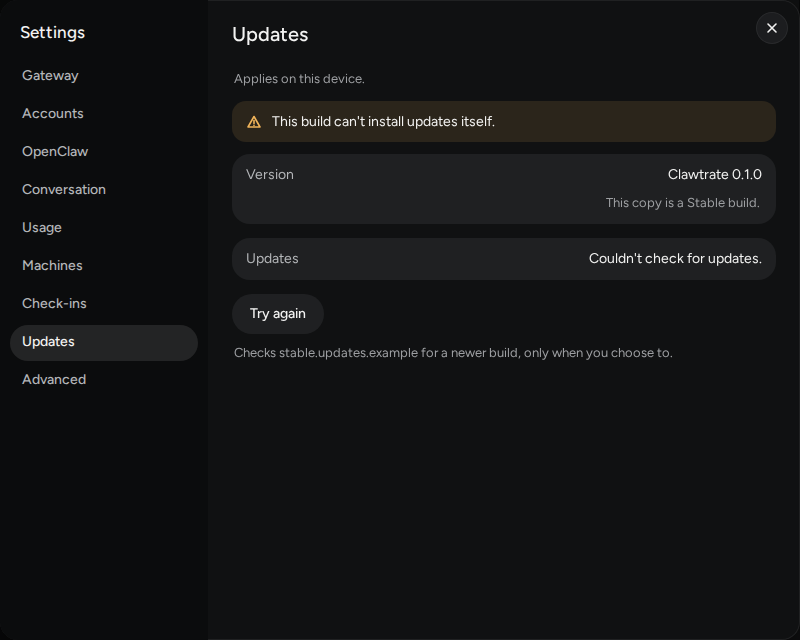 Settings
Gateway
Accounts
OpenClaw
Conversation
Usage
Machines
Check-ins
Updates
Advanced
Updates
Applies on this device.
This build can't install updates itself.
Version
Clawtrate 0.1.0
This copy is a Stable build.
Updates
Couldn't check for updates.
Try again
Checks stable.updates.example for a newer build, only when you choose to.